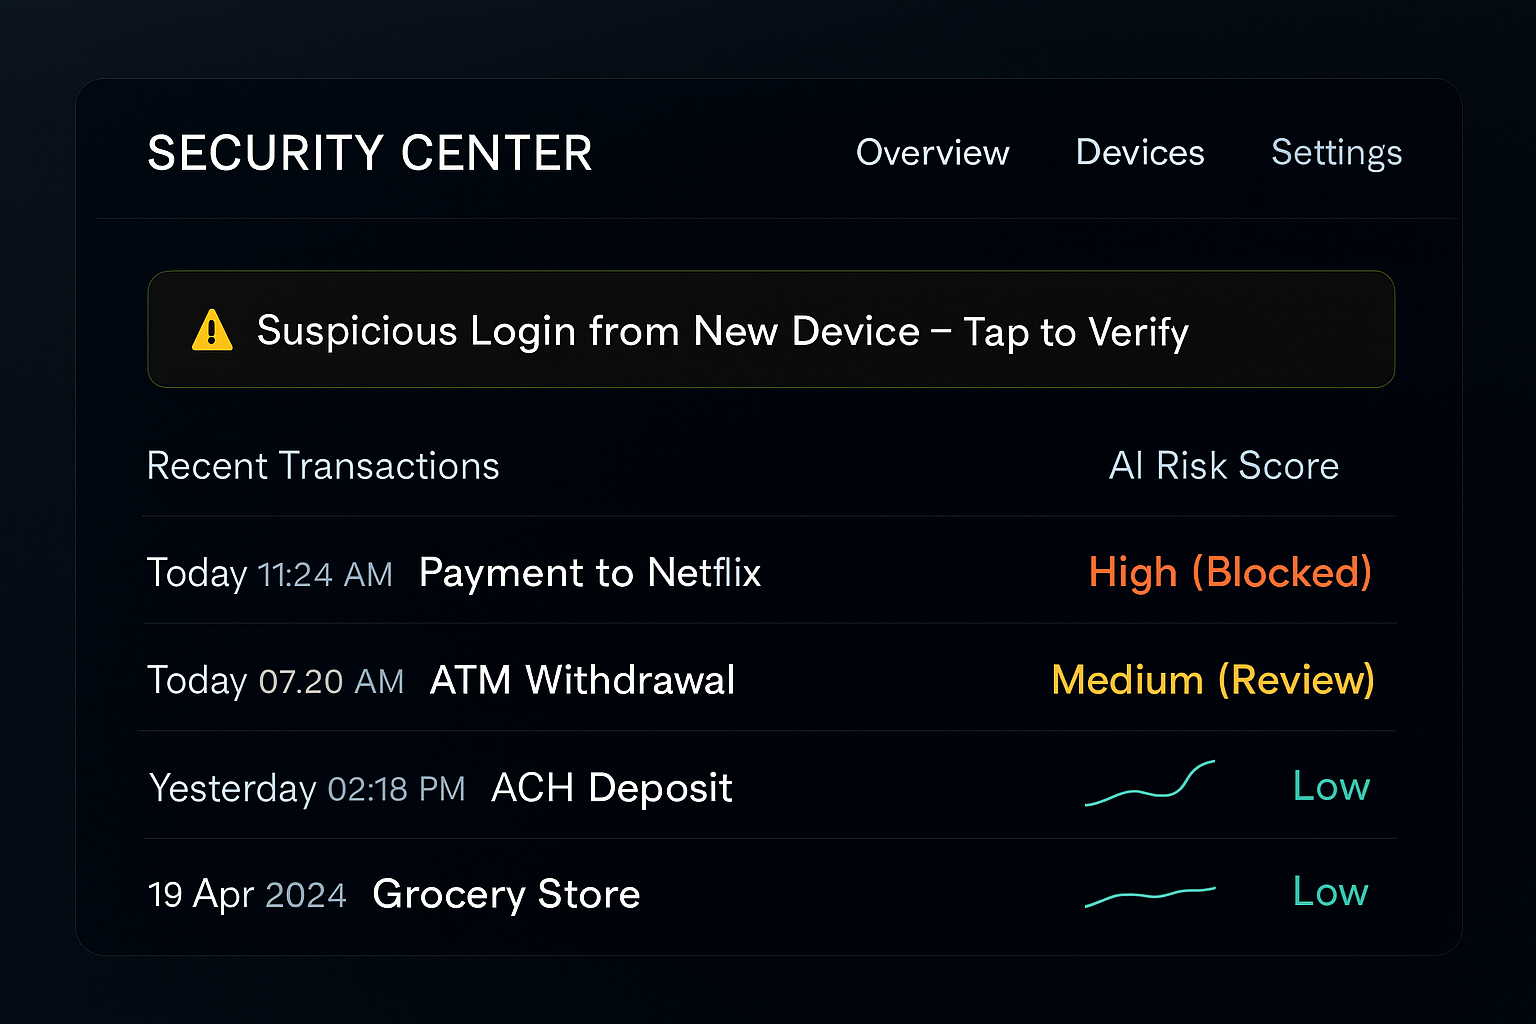 SECURITY CENTER Overview Devices Settings
Suspicious Login from New Device – Tap to Verify
Recent Transactions AI Risk Score
Today 11:24 AM Payment to Netflix High (Blocked)
Today 07.20 AM ATM Withdrawal Medium (Review)
Yesterday 02:18 PM ACH Deposit Low
19 Apr 2024 Grocery Store Low